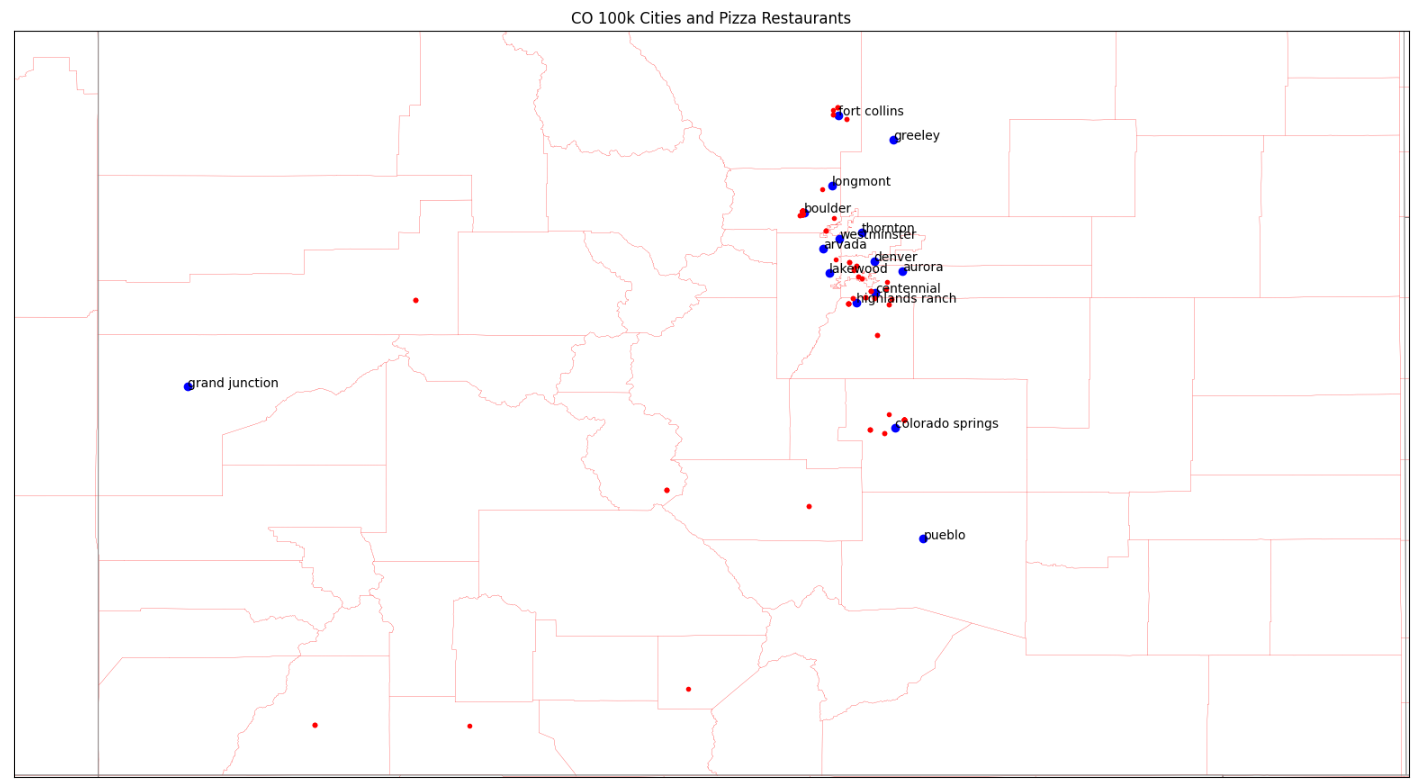 CO 100k Cities and Pizza Restaurants
fort collins
greeley
longmont
boulder
thornton
westminster
arvada
denver
lakewood
aurora
centennial
highlands ranch
grand junction
colorado springs
pueblo